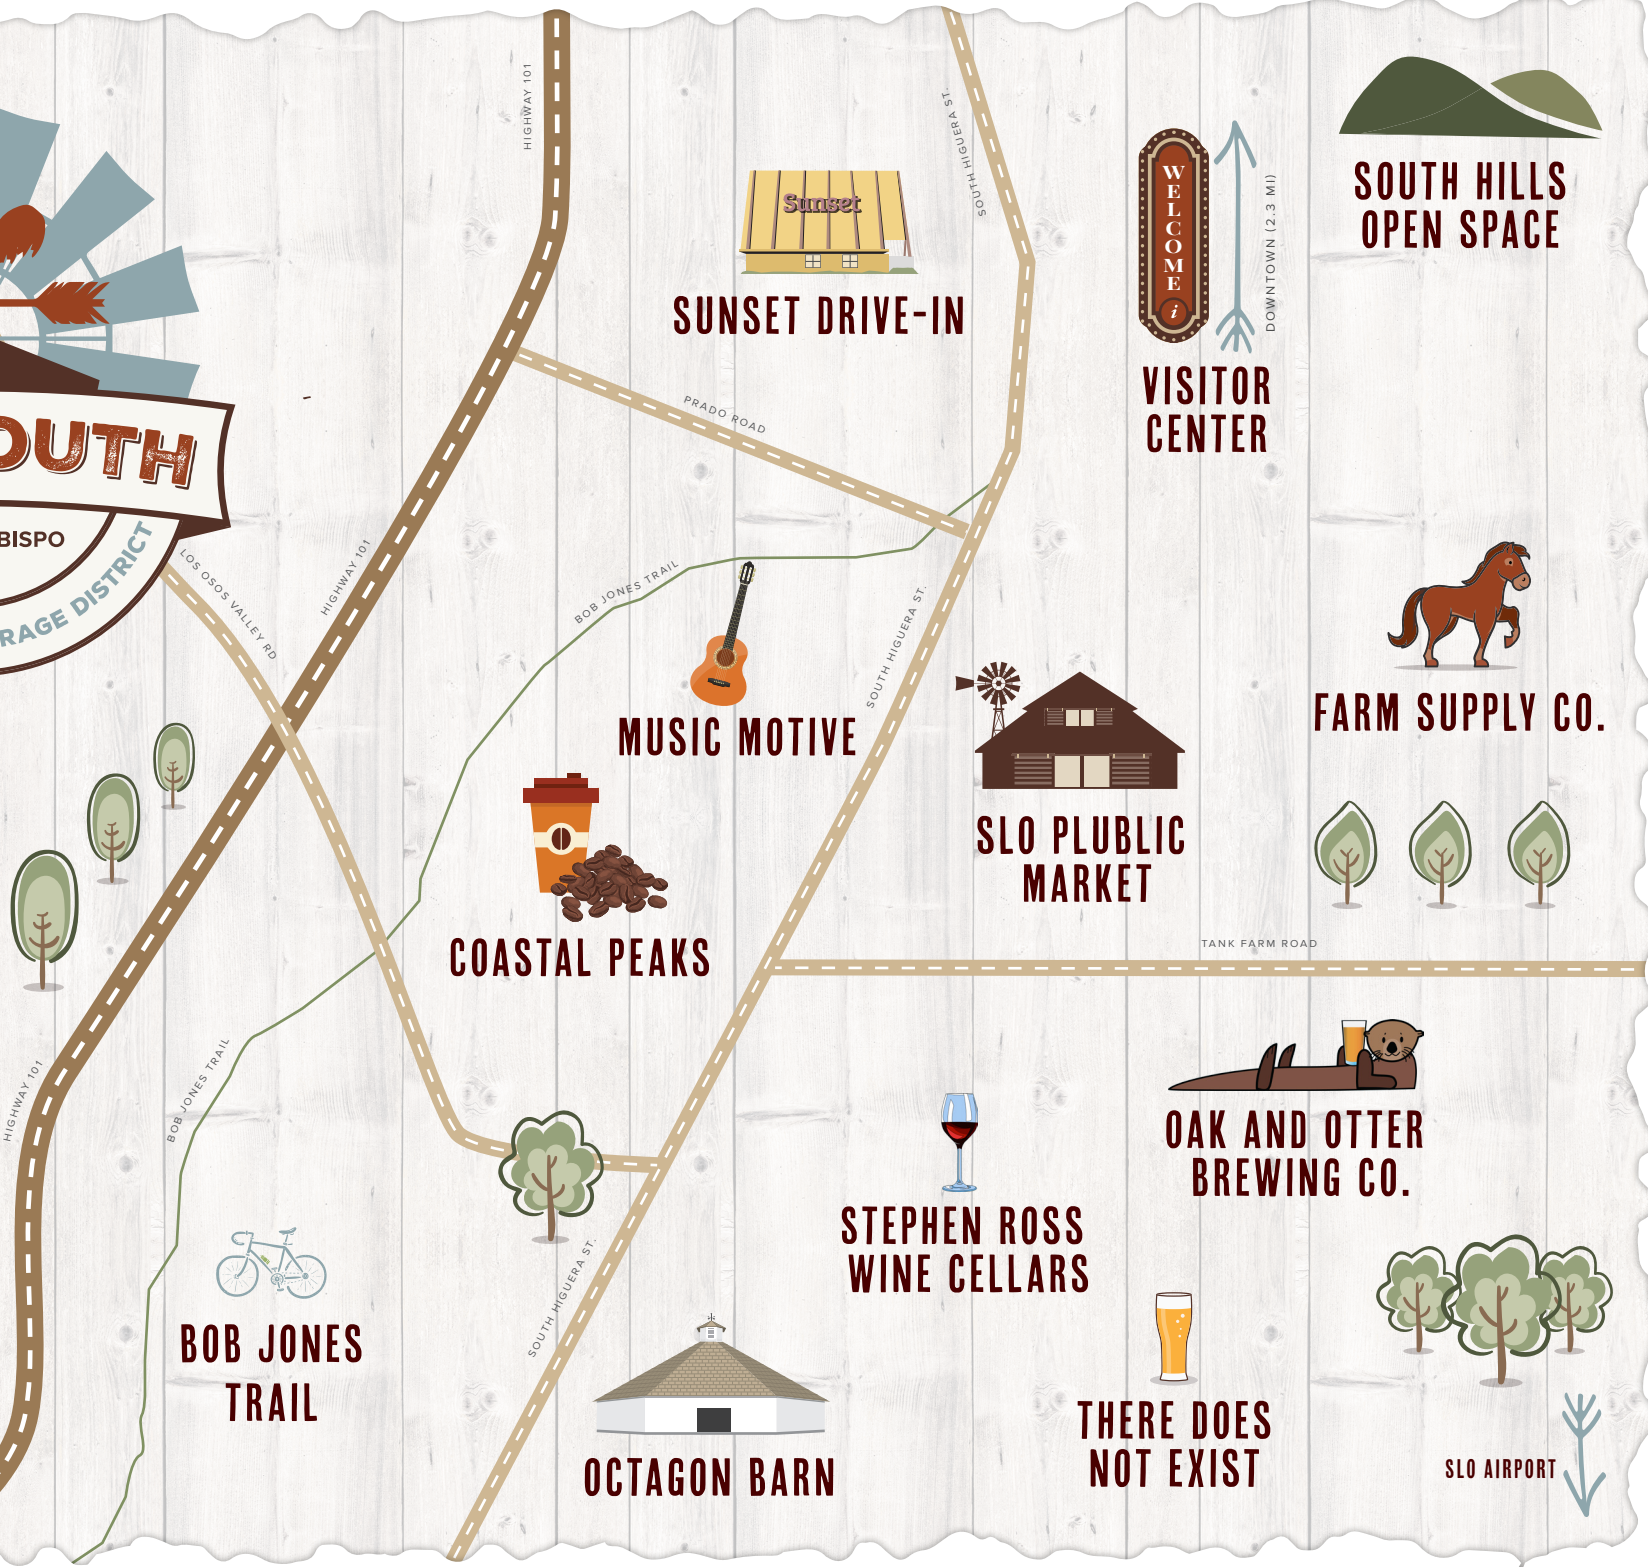 HIGHWAY 101
SOUTH HIGUERA ST.
Sunset
SUNSET DRIVE-IN
WELCOME
i
DOWNTOWN (2.3 MI)
VISITOR
CENTER
SOUTH HILLS
OPEN SPACE
OUTH
BISPO
RAGE DISTRICT
PRADO ROAD
LOS OSOS VALLEY RD
HIGHWAY 101
BOB JONES TRAIL
MUSIC MOTIVE
SOUTH HIGUERA ST.
FARM SUPPLY CO.
SLO PLUBLIC
MARKET
COASTAL PEAKS
TANK FARM ROAD
HIGHWAY 101
BOB JONES TRAIL
OAK AND OTTER
BREWING CO.
STEPHEN ROSS
WINE CELLARS
BOB JONES
TRAIL
SOUTH HIGUERA ST.
OCTAGON BARN
THERE DOES
NOT EXIST
SLO AIRPORT